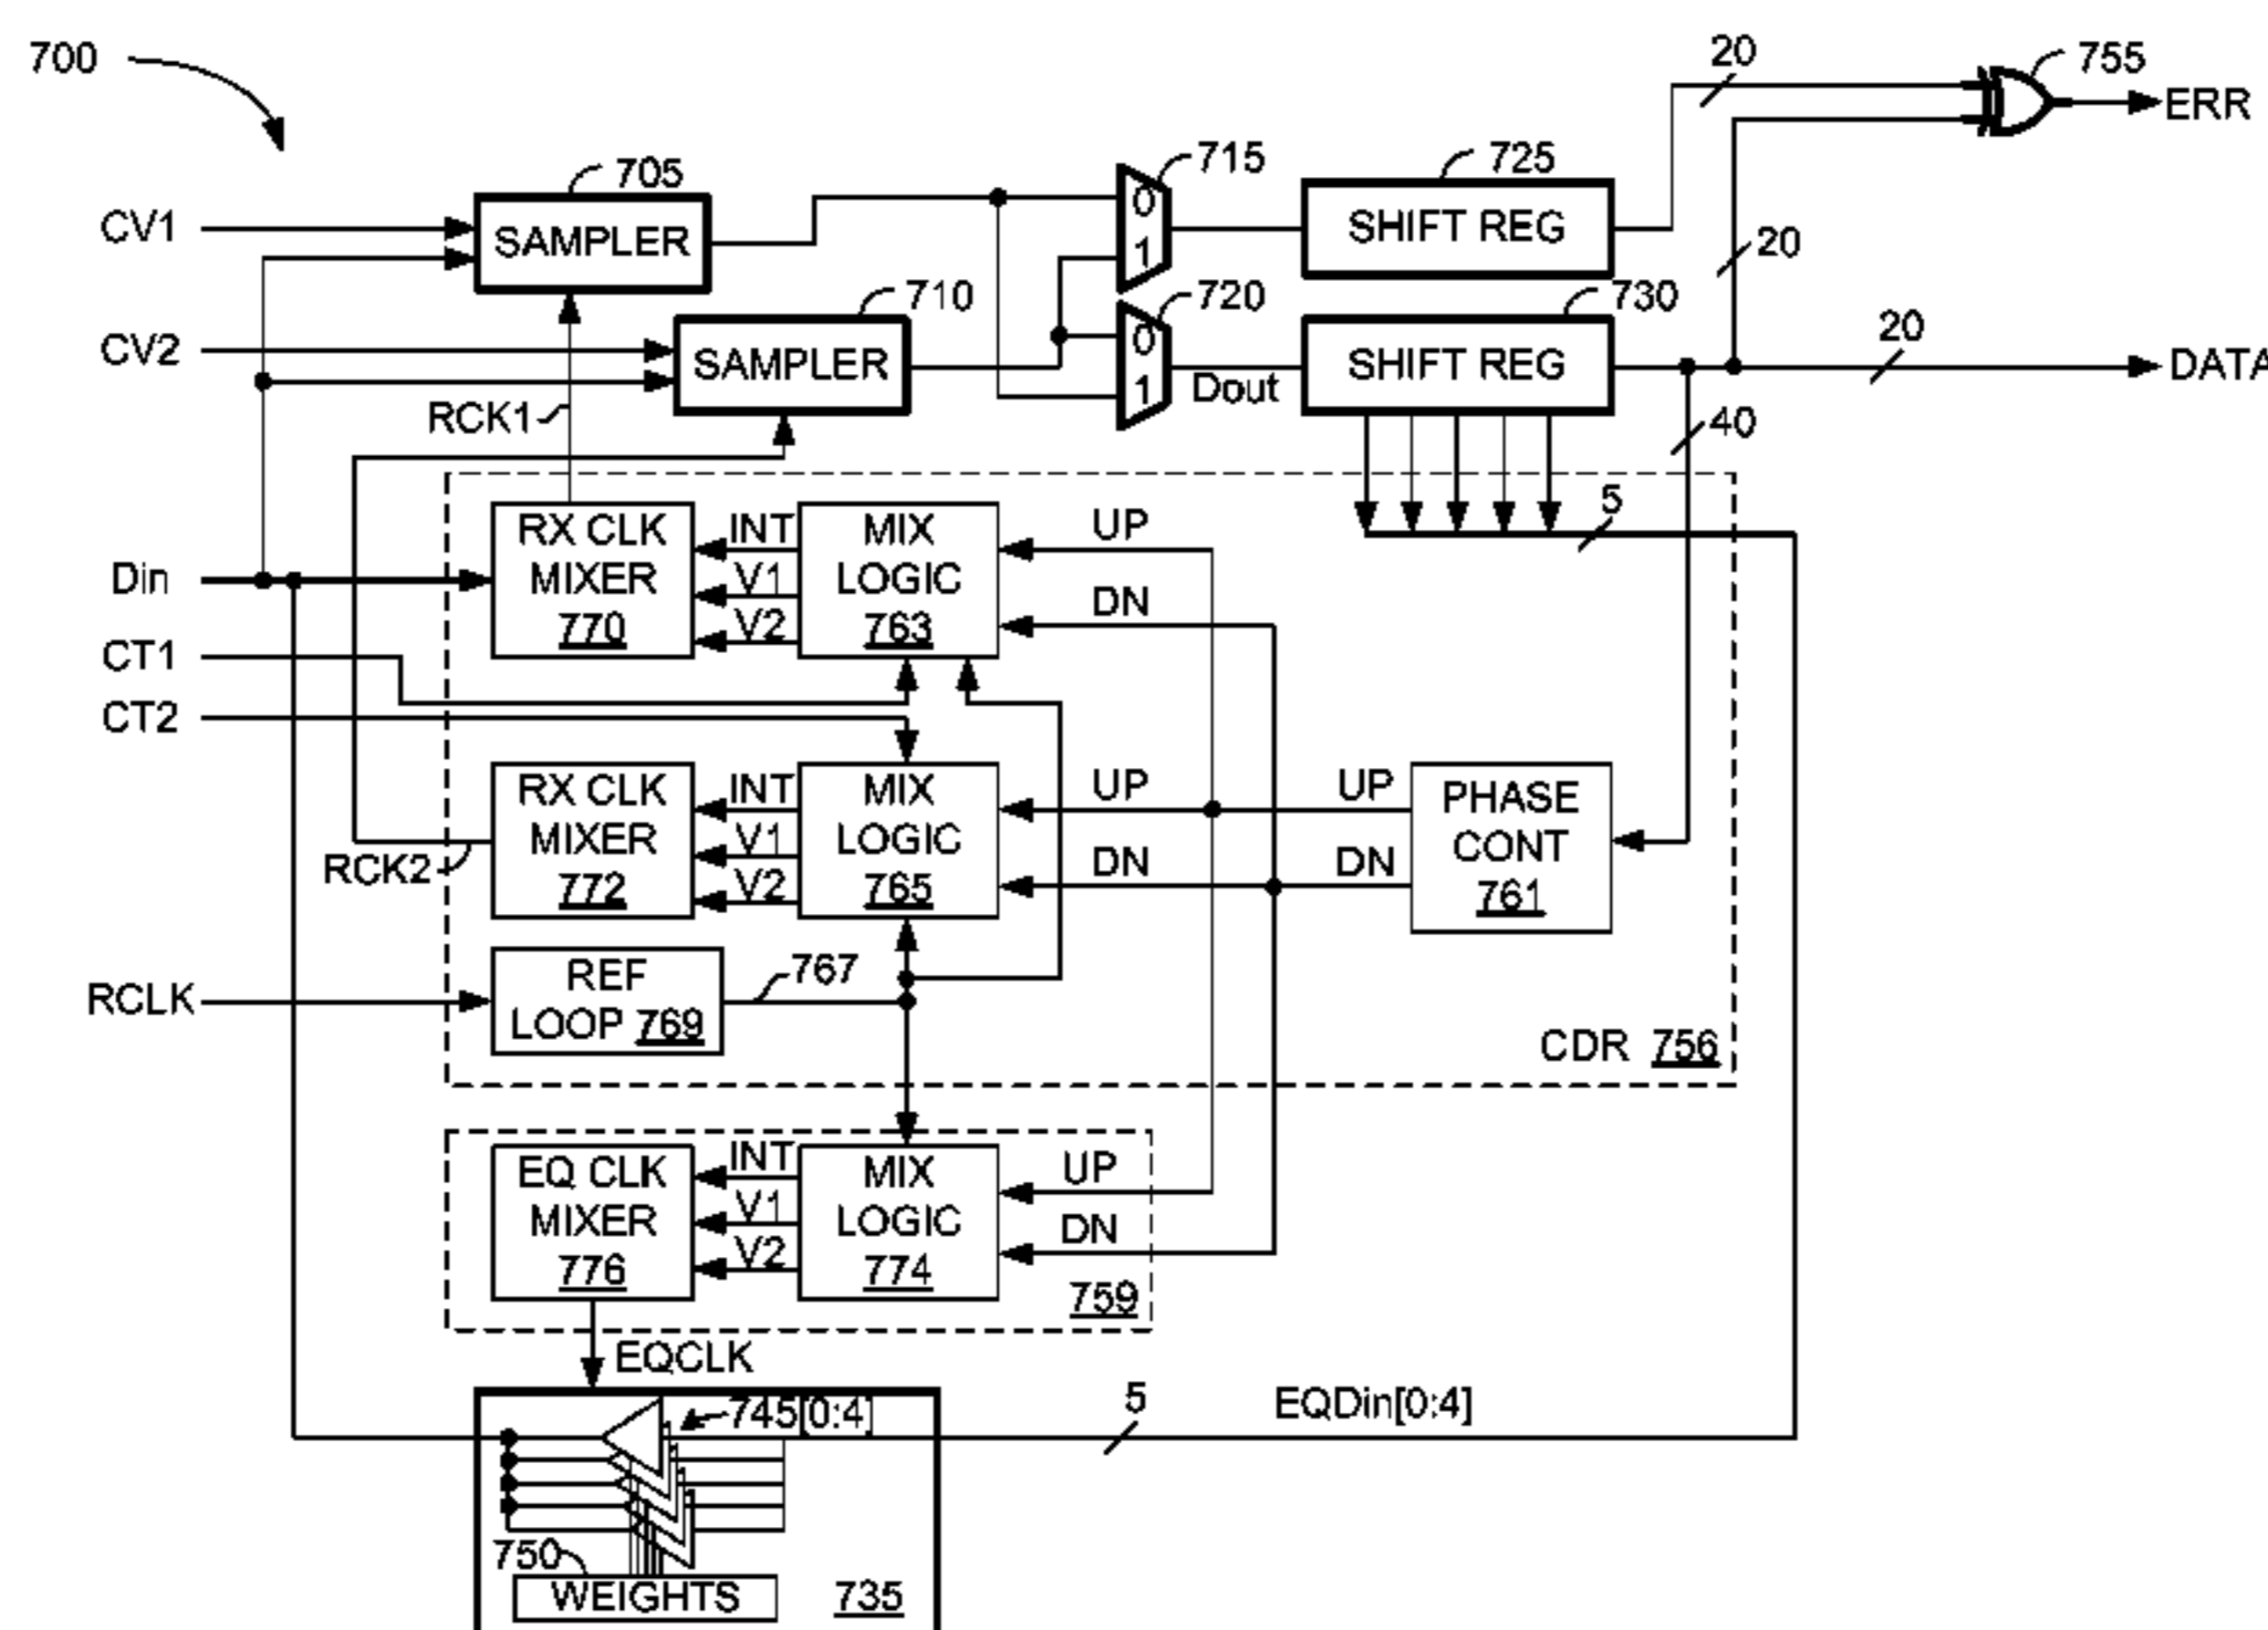 700
705
CV1
SAMPLER
715
0
1
725
SHIFT REG
20
755
ERR
20
710
CV2
SAMPLER
RCK1
720
0
1
Dout
730
SHIFT REG
20
DATA
40
5
Din
RX CLK
MIXER
770
INT
V1
V2
MIX
LOGIC
763
UP
DN
CT1
CT2
RX CLK
MIXER
772
RCK2
INT
V1
V2
MIX
LOGIC
765
UP
DN
UP
DN
PHASE
CONT
761
RCLK
REF
LOOP 769
767
CDR 756
EQ CLK
MIXER
776
INT
V1
V2
MIX
LOGIC
774
UP
DN
759
EQCLK
745[0:4]
5
EQDin[0:4]
750
WEIGHTS
735